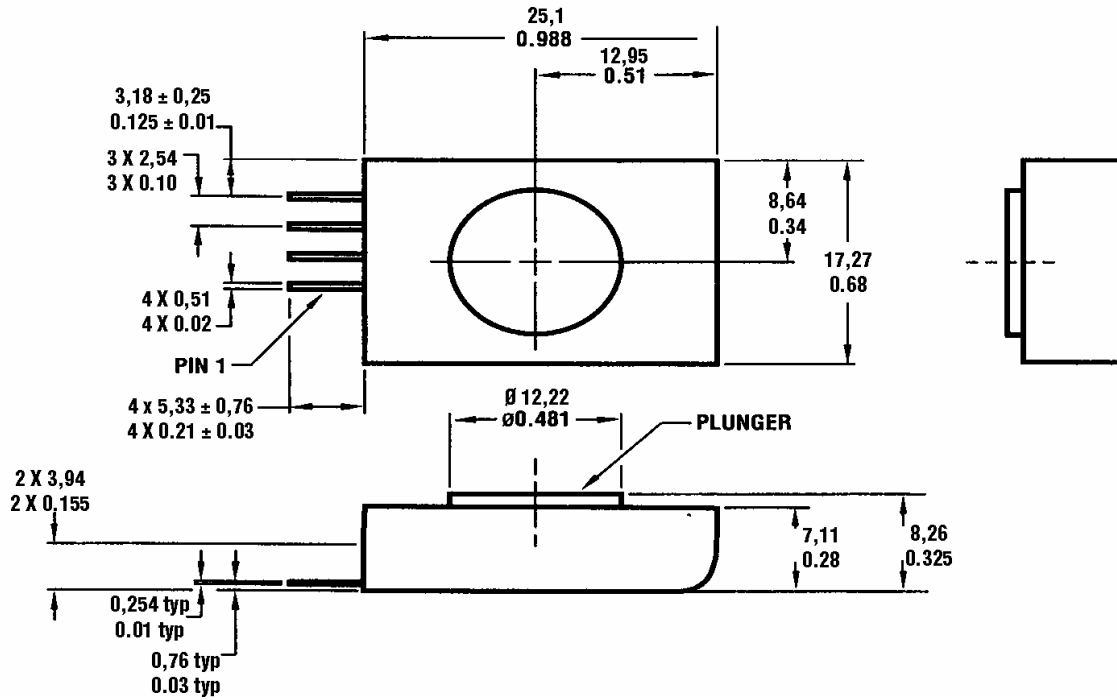 25,1
0.988
12,95
0.51
3,18 ± 0,25
0.125 ± 0.01
3 X 2,54
3 X 0.10
8,64
0.34
17,27
0.68
4 X 0,51
4 X 0.02
PIN 1
4 x 5,33 ± 0,76
4 X 0.21 ± 0.03
Ø 12,22
ø0.481
PLUNGER
2 X 3,94
2 X 0.155
7,11
0.28
8,26
0.325
0,254 typ
0.01 typ
0,76 typ
0.03 typ